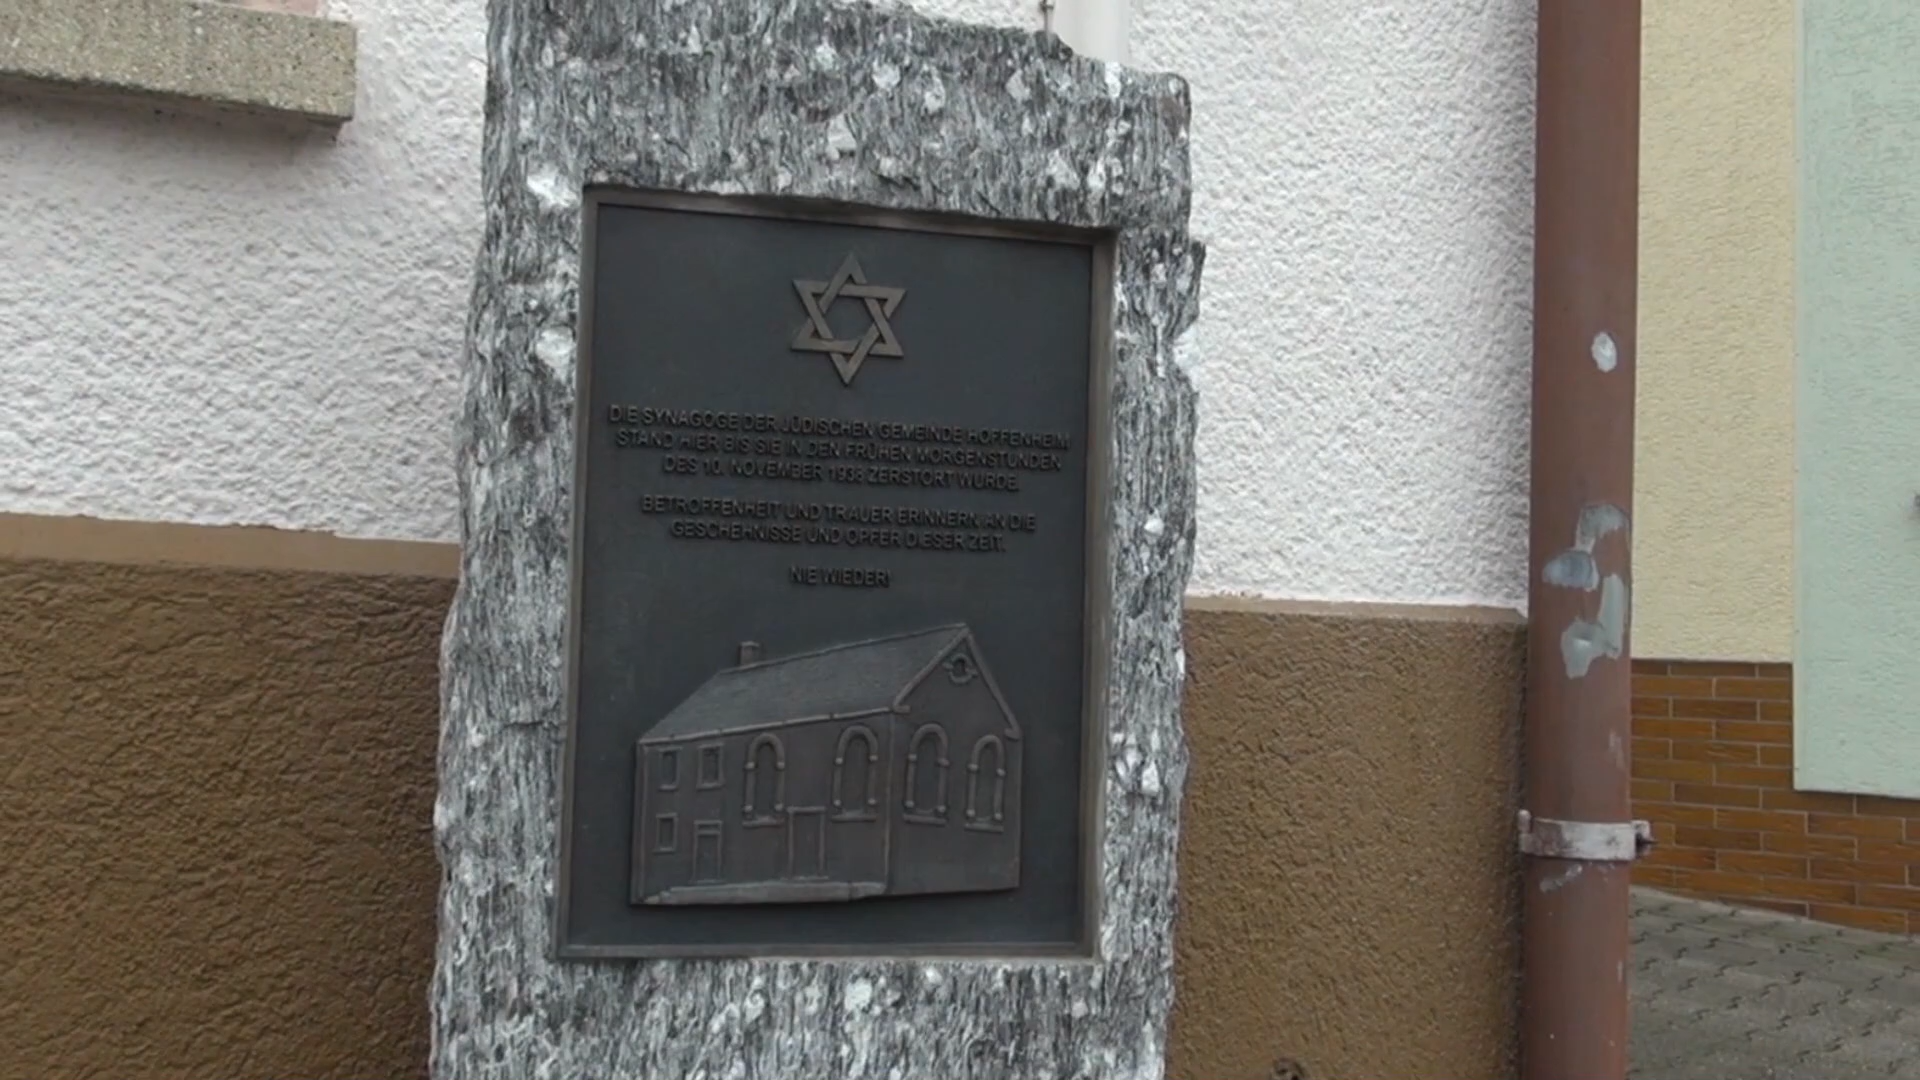 DIE SYNAGOGE DER JÜDISCHEN GEMEINDE HOFFENHEIM
STAND HIER BIS SIE IN DEN FRÜHEN MORGENSTUNDEN
DES 10. NOVEMBER 1938 ZERSTÖRT WURDE.
BETROFFENHEIT UND TRAUER ERINNERN AN DIE
GESCHEHNISSE UND OPFER DIESER ZEIT.
NIE WIEDER!